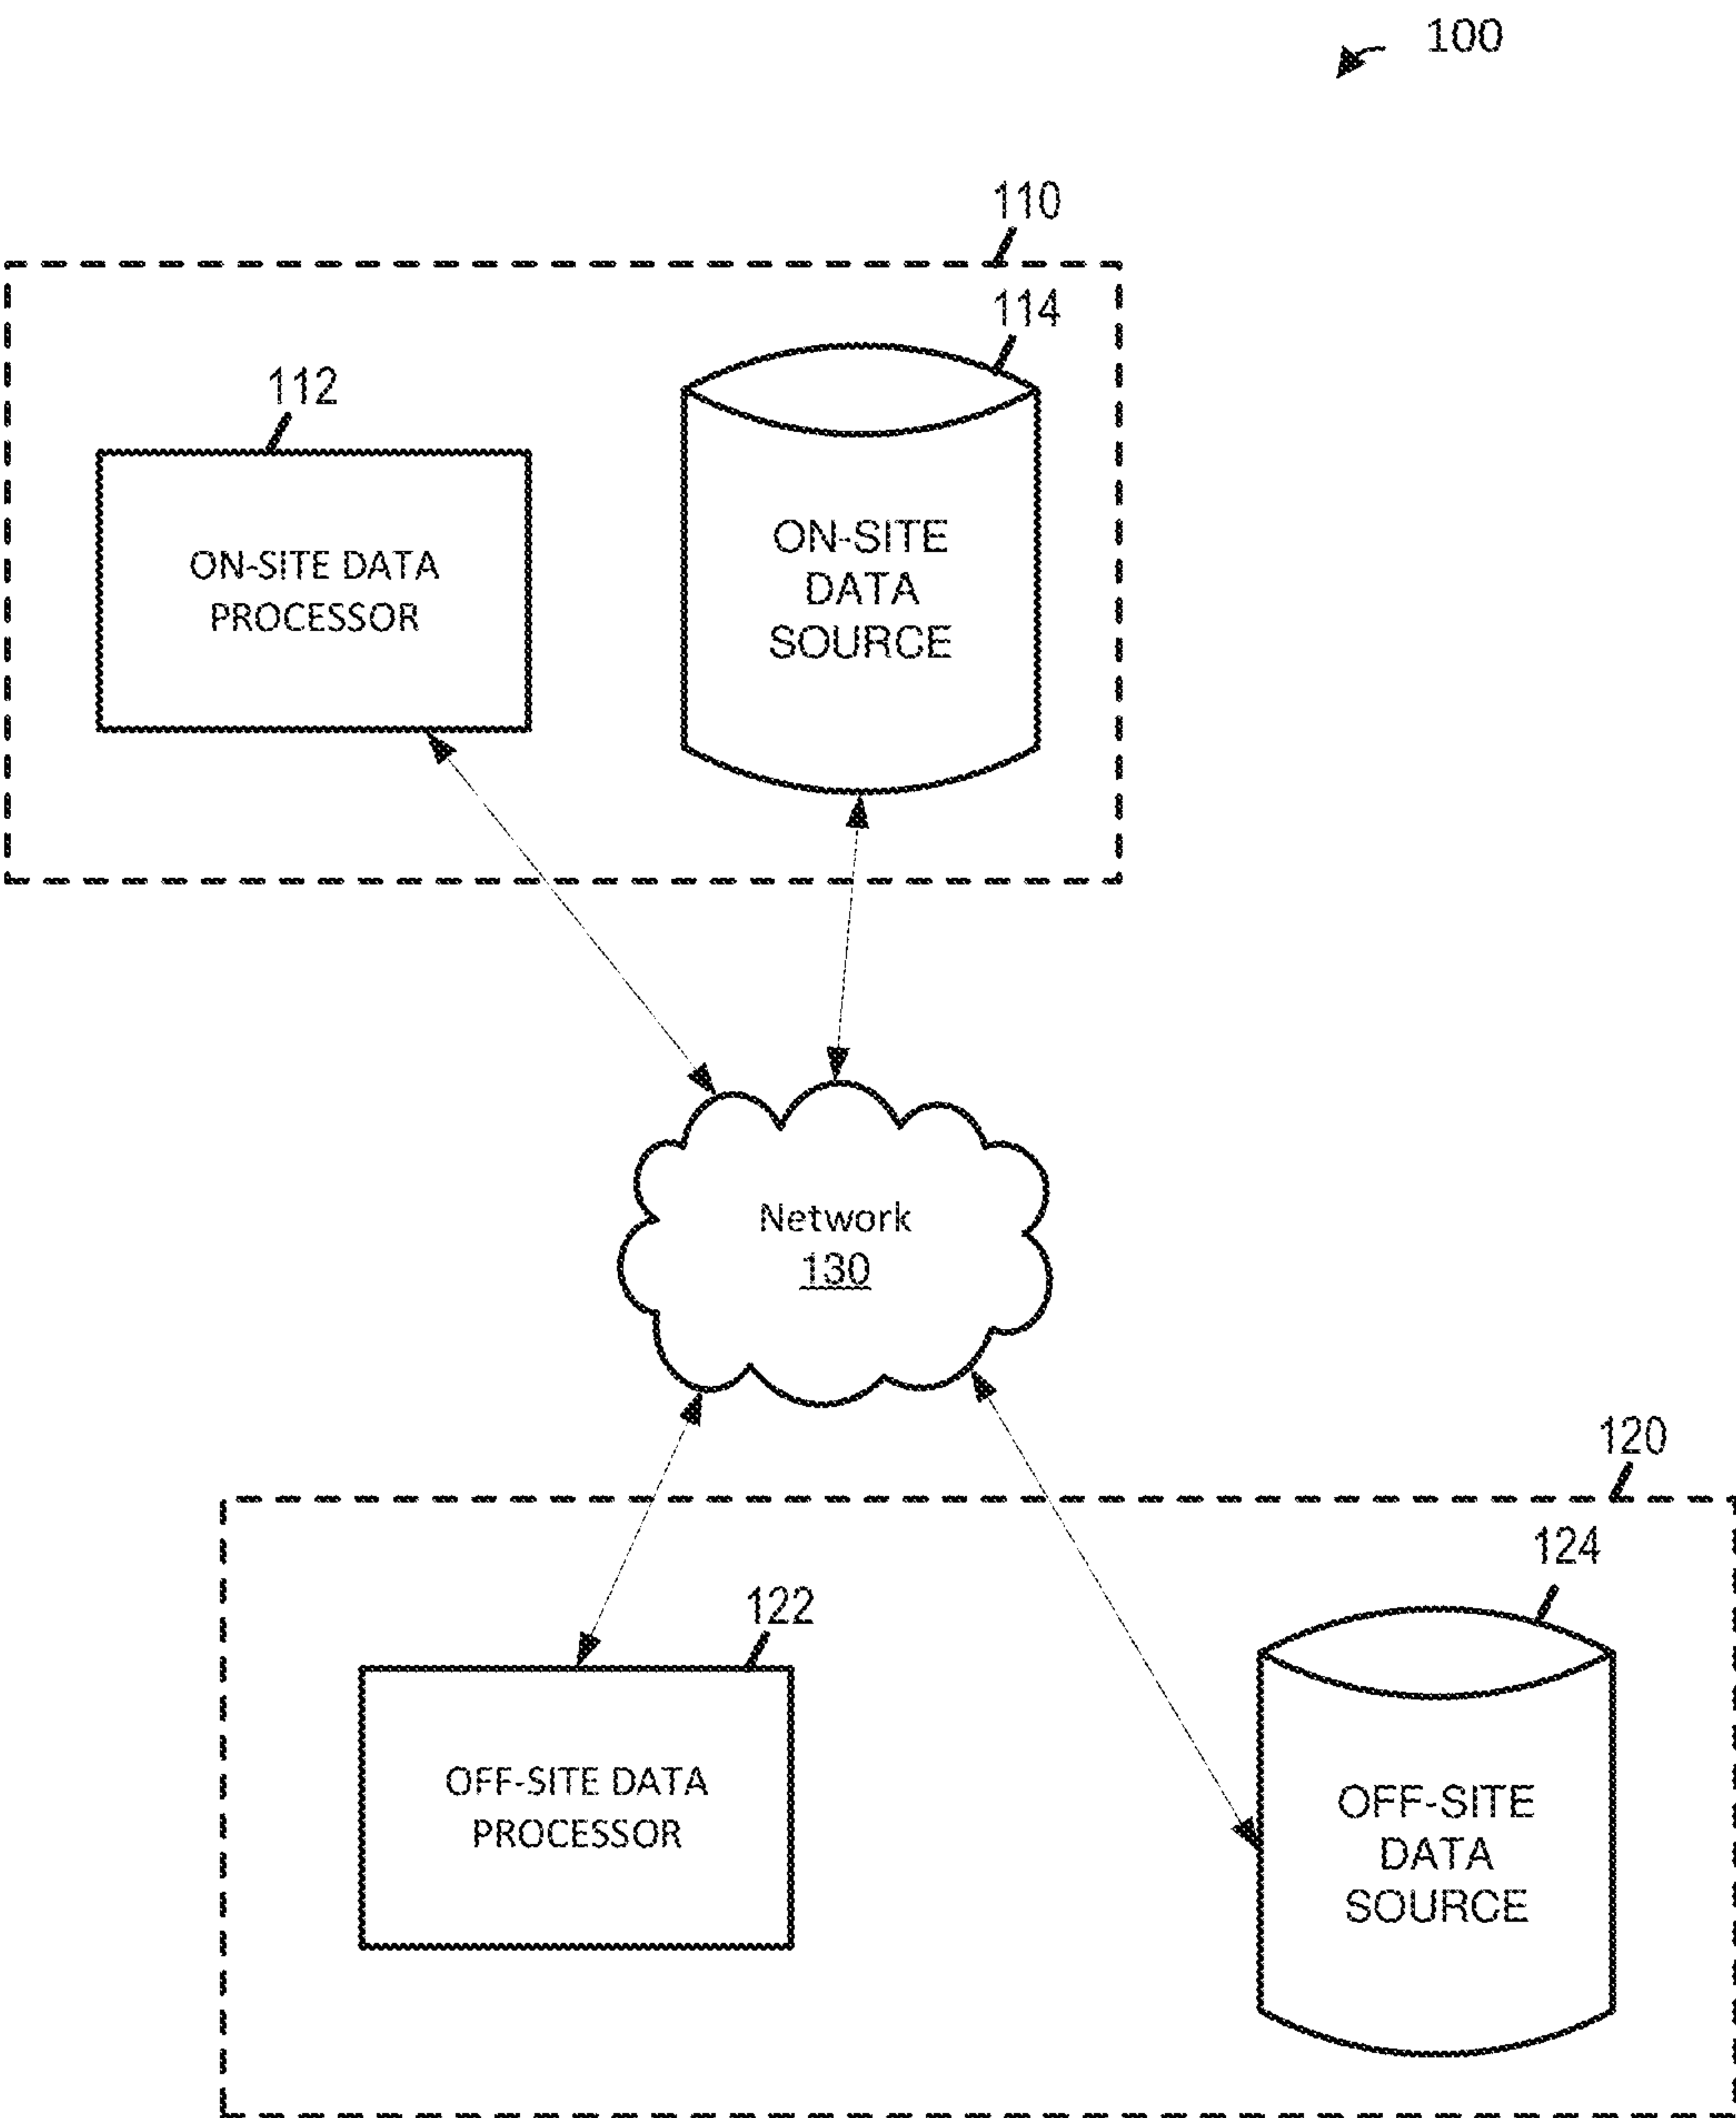 100
110
114
112
ON-SITE DATA
PROCESSOR
ON-SITE
DATA
SOURCE
Network
130
120
124
122
OFF-SITE DATA
PROCESSOR
OFF-SITE
DATA
SOURCE